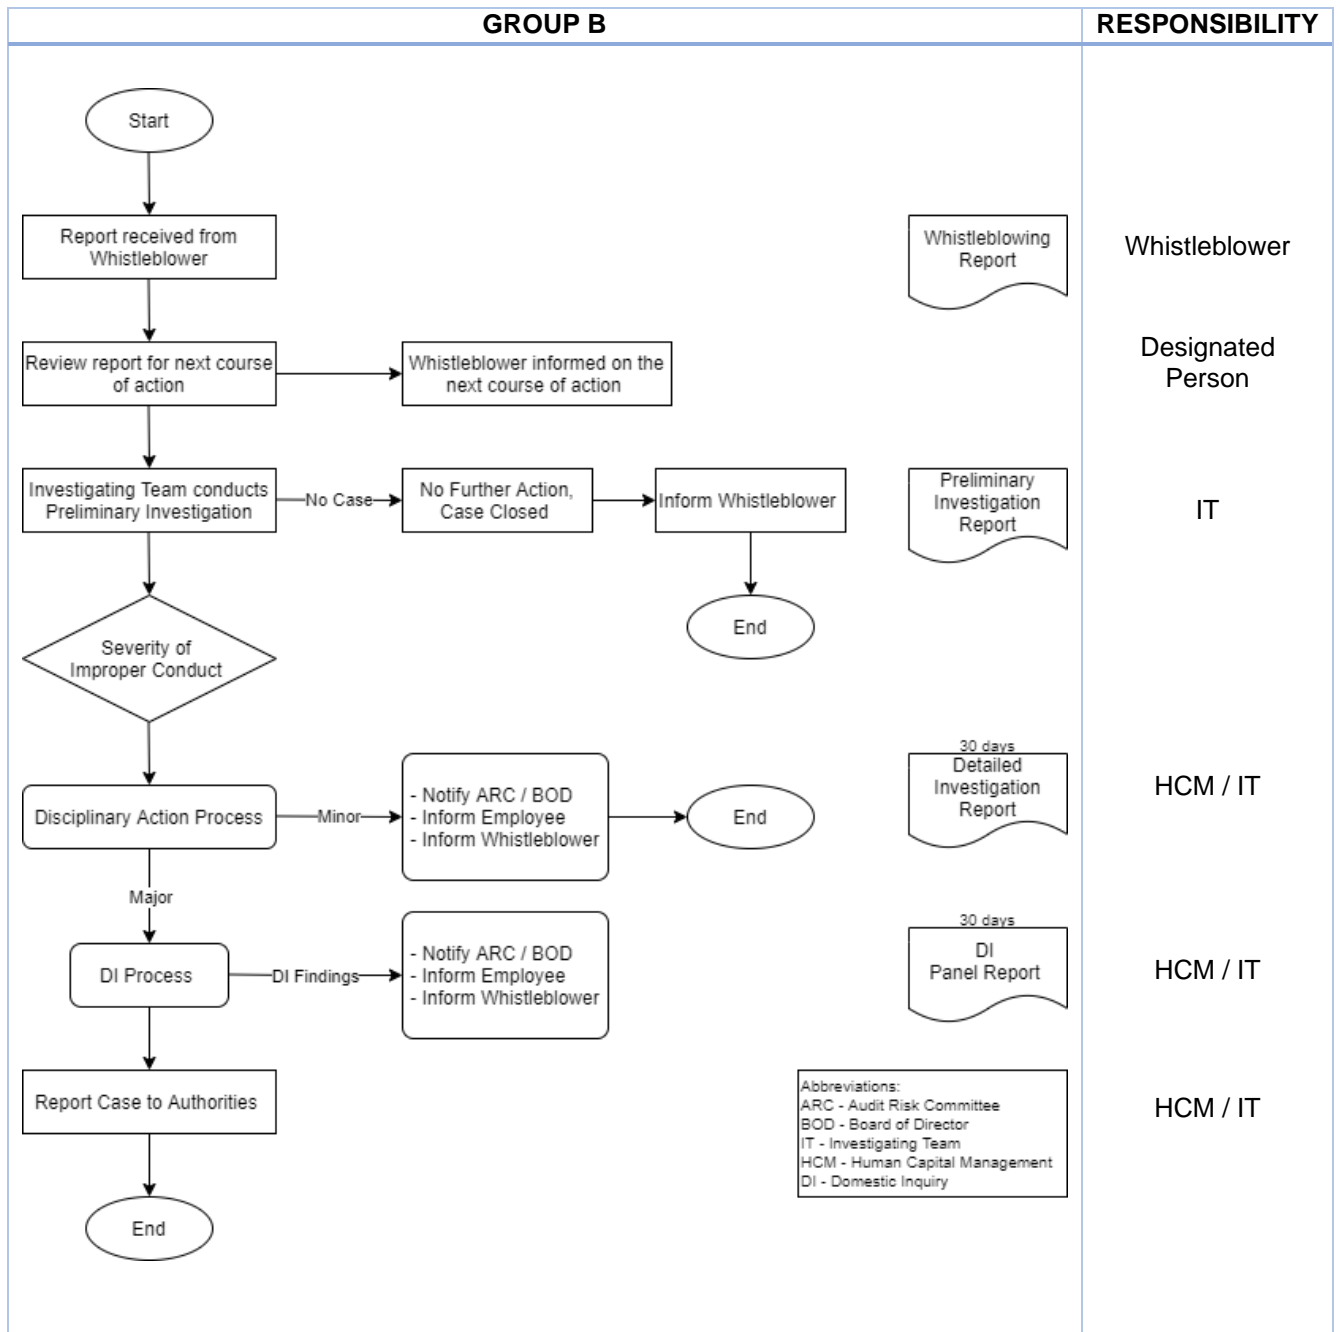 GROUP B
RESPONSIBILITY
Start
Report received from
Whistleblower
Whistleblowing
Report
Whistleblower
Review report for next course
of action
Whistleblower informed on the
next course of action
Designated
Person
Investigating Team conducts
Preliminary Investigation
No Case
No Further Action,
Case Closed
Inform Whistleblower
Preliminary
Investigation
Report
IT
End
Severity of
Improper Conduct
Disciplinary Action Process
Minor
- Notify ARC / BOD
- Inform Employee
- Inform Whistleblower
End
30 days
Detailed
Investigation
Report
HCM / IT
Major
DI Process
DI Findings
- Notify ARC / BOD
- Inform Employee
- Inform Whistleblower
30 days
DI
Panel Report
HCM / IT
Report Case to Authorities
Abbreviations:
ARC - Audit Risk Committee
BOD - Board of Director
IT - Investigating Team
HCM - Human Capital Management
DI - Domestic Inquiry
HCM / IT
End